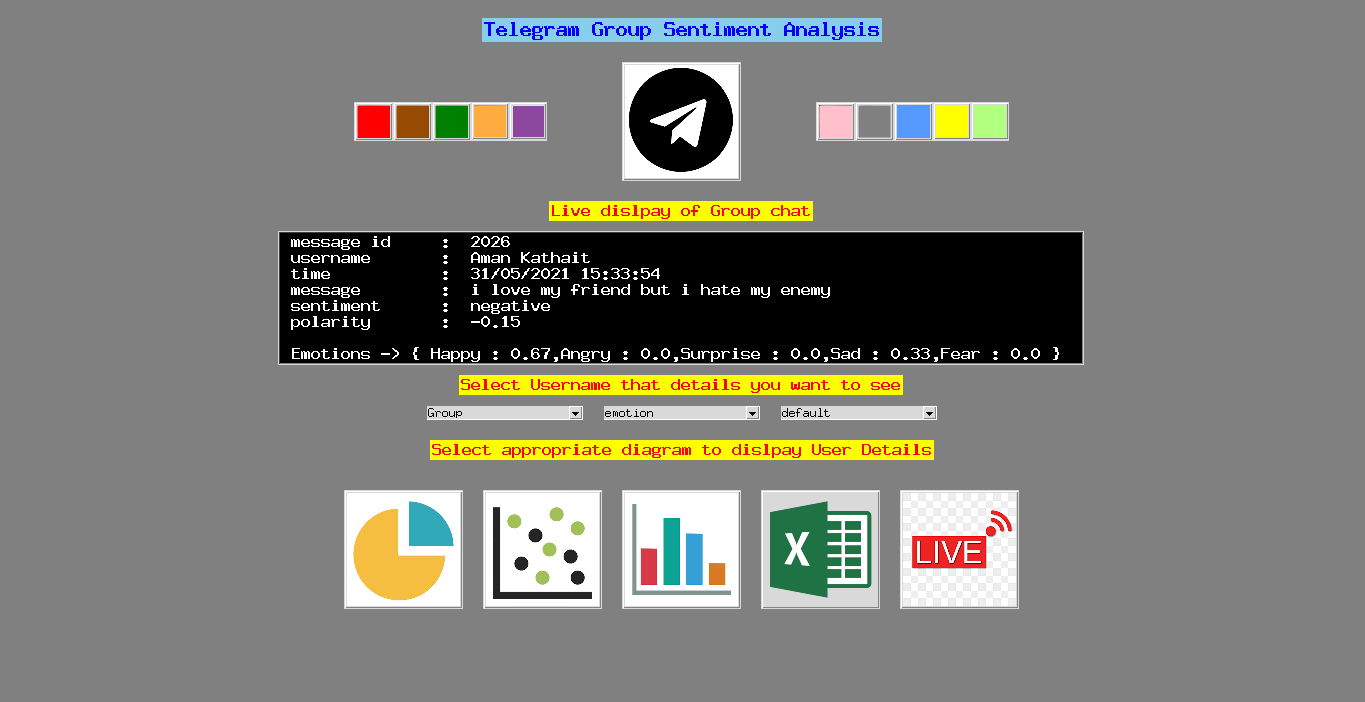 Telegram Group Sentiment Analysis
Live dislpay of Group chat
message id : 2026
username : Aman Kathait
time : 31/05/2021 15:33:54
message : i love my friend but i hate my enemy
sentiment : negative
polarity : -0.15
Emotions -> { Happy : 0.67,Angry : 0.0,Surprise : 0.0,Sad : 0.33,Fear : 0.0 }
Select Username that details you want to see
Group emotion default
Select appropriate diagram to dislpay User Details
X LIVE